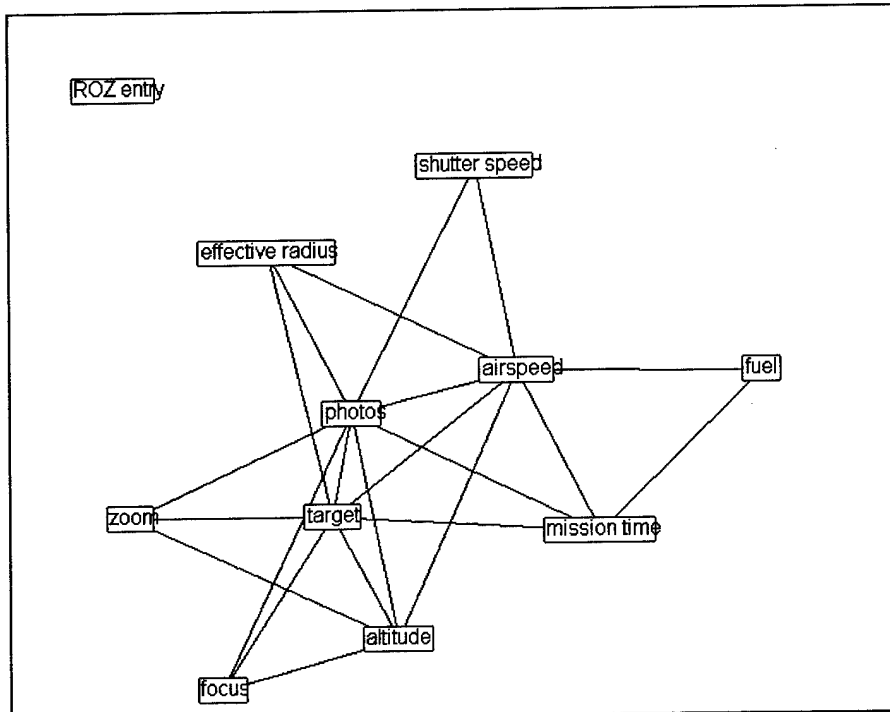 ROZ entry
shutter speed
effective radius
airspeed
fuel
photos
zoom
target
mission time
altitude
focus